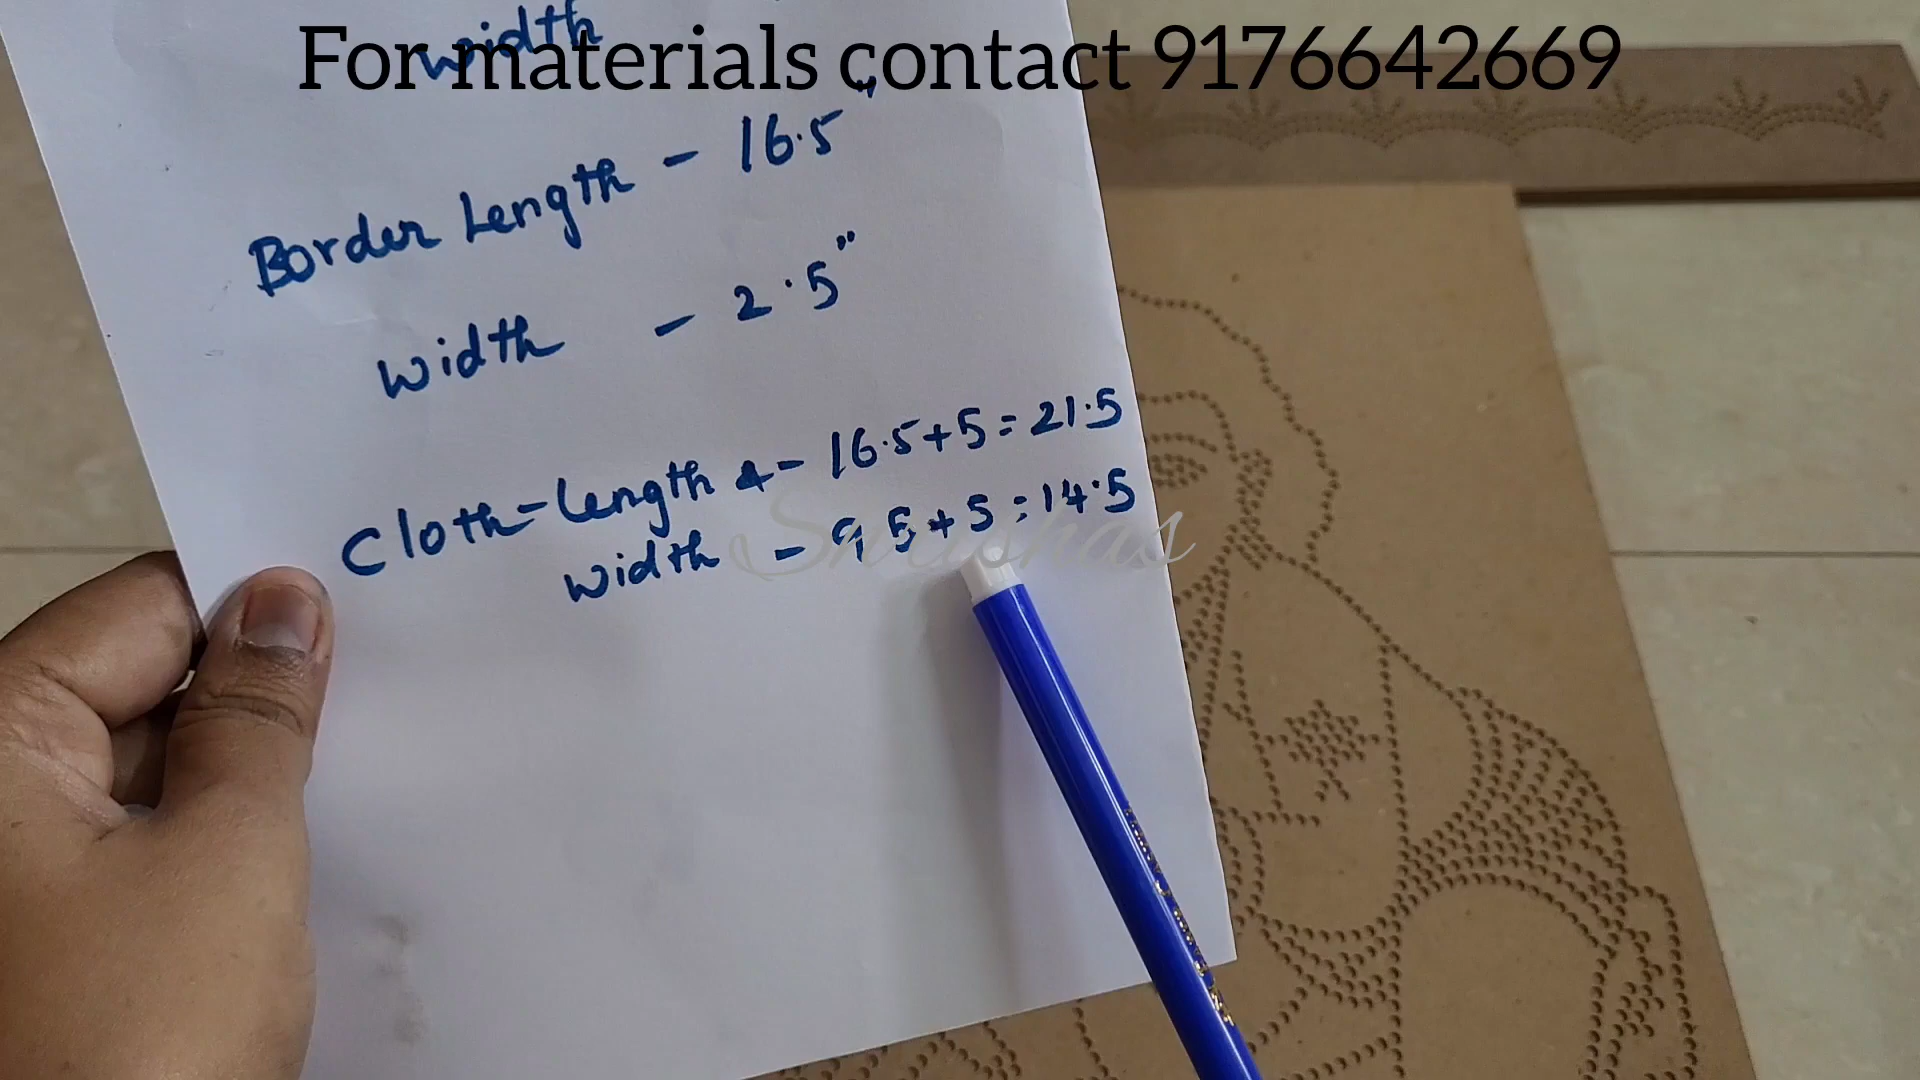 For materials contact 9176642669
width
Border Length - 16.5"
width - 2.5"
Cloth-Length - 16.5+5=21.5
width - 9.5+5=14.5